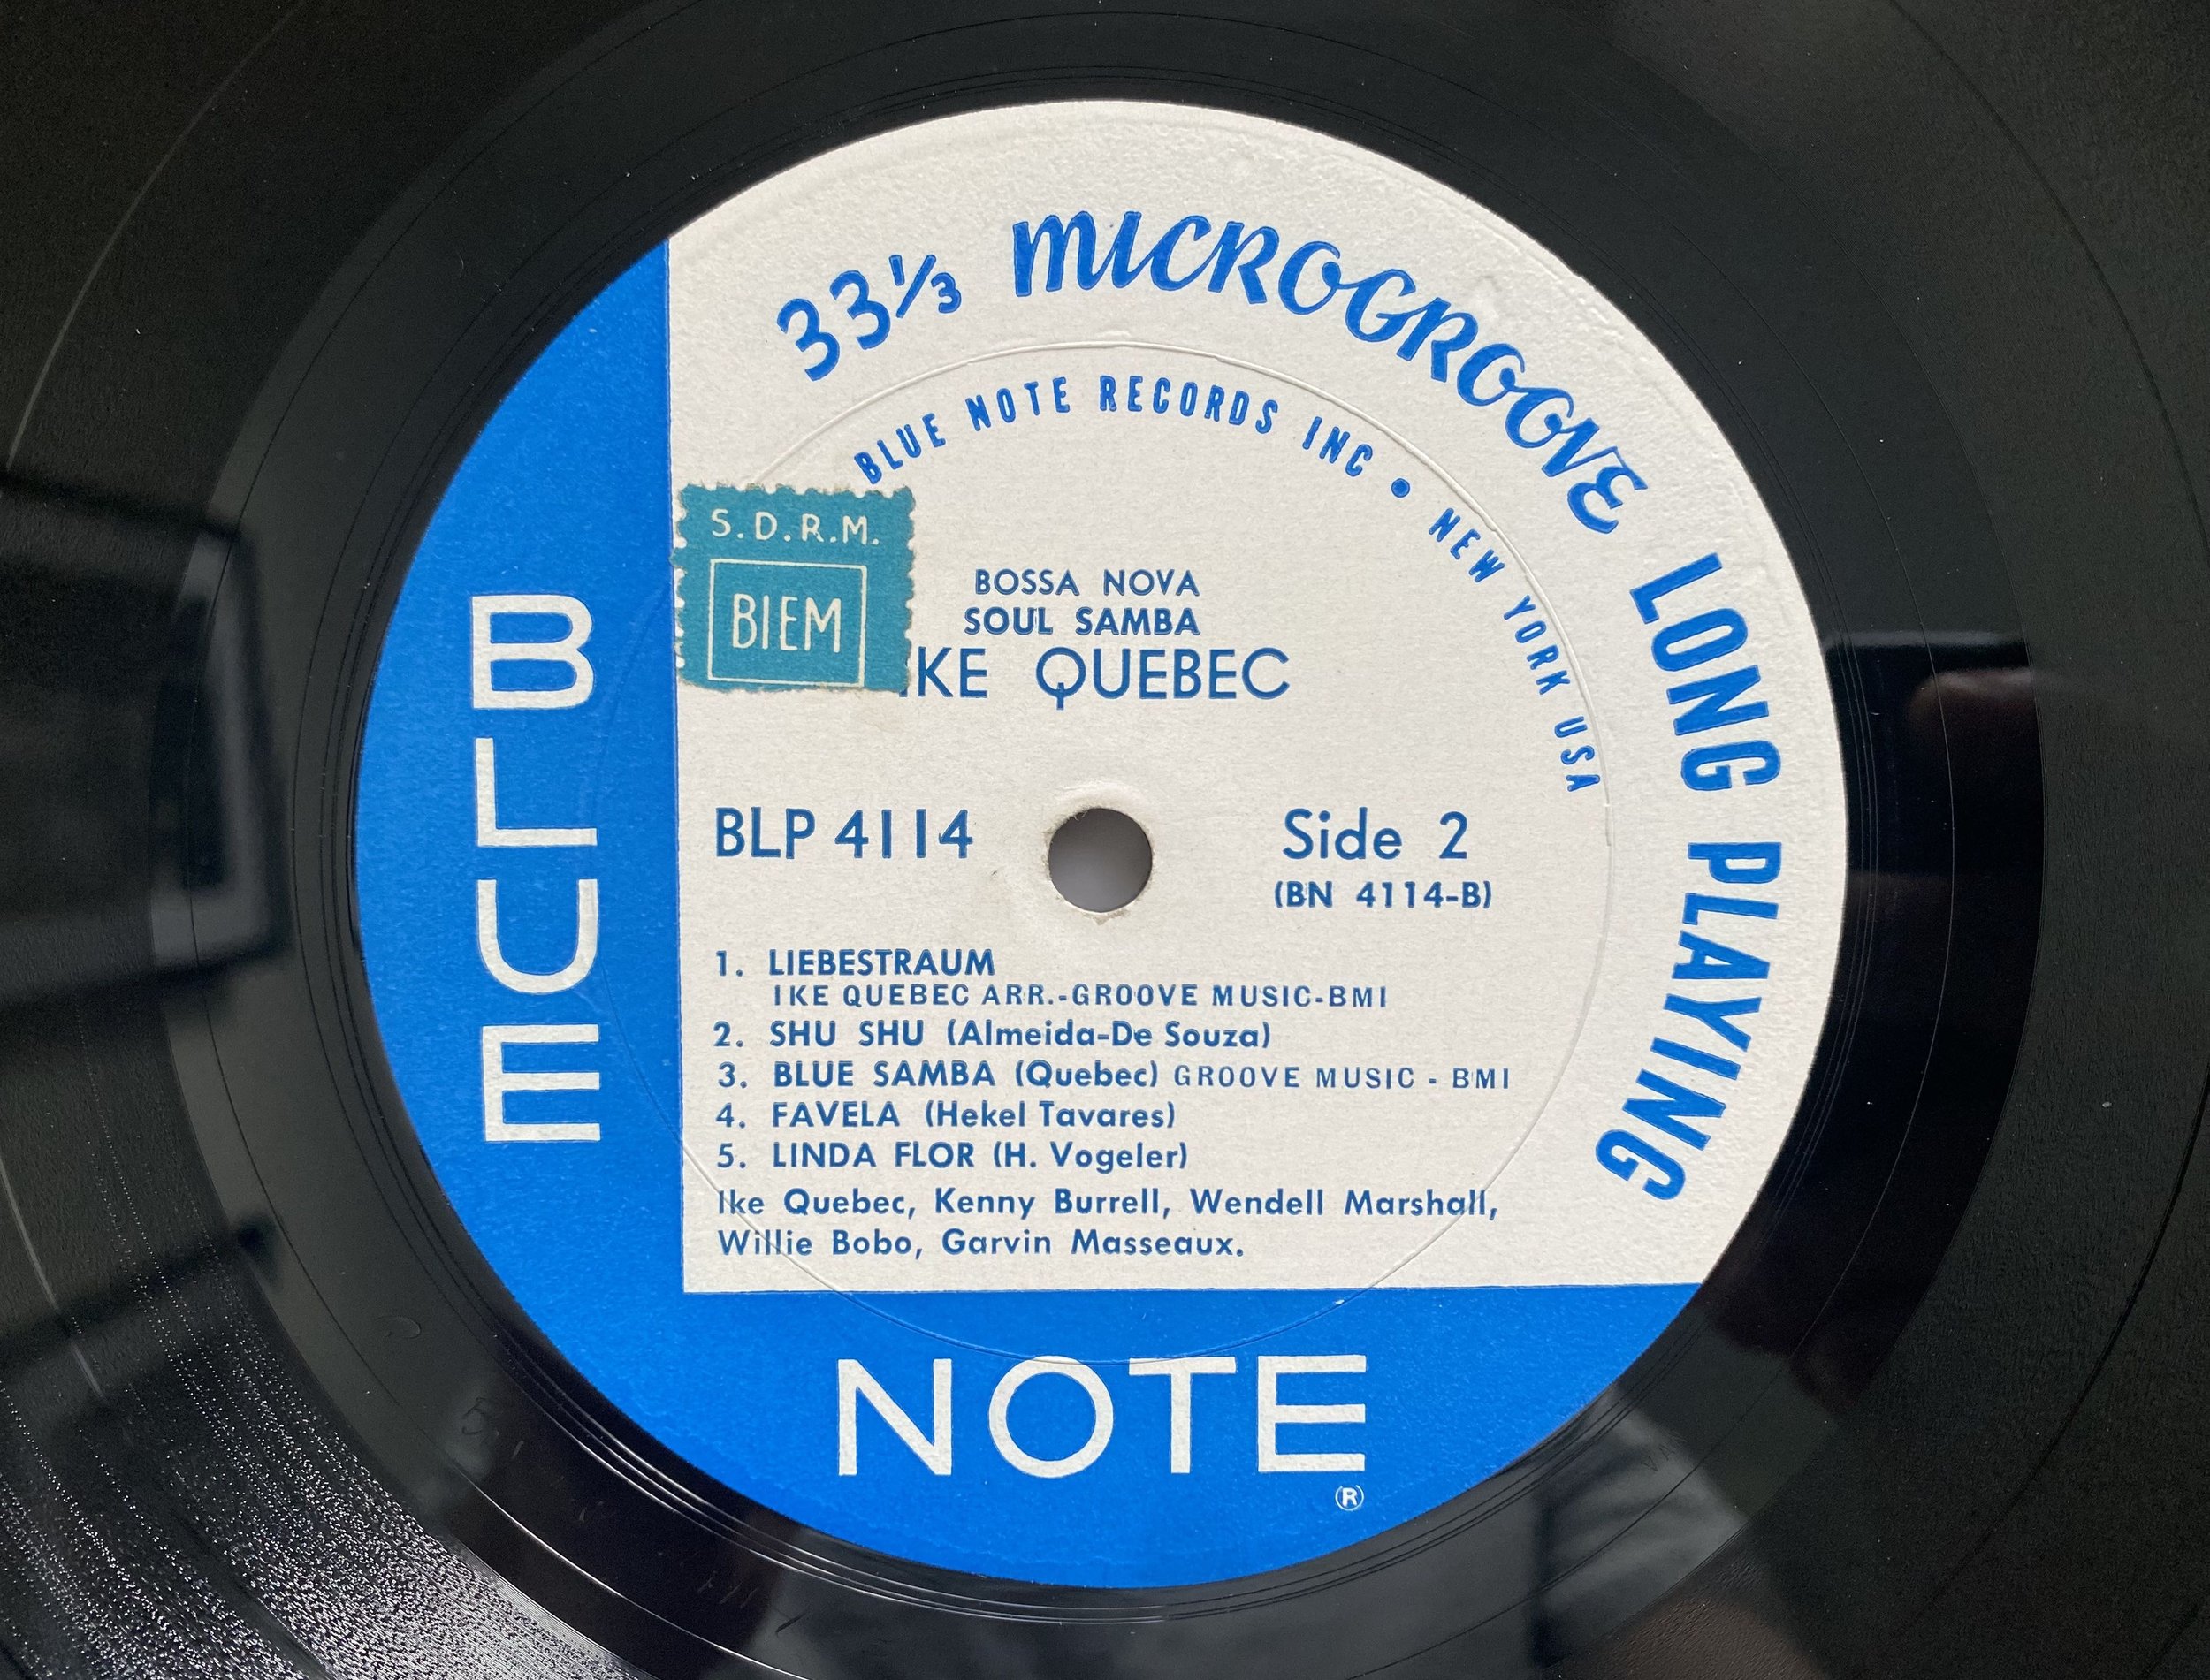 33⅓ MICROGROOVE LONG PLAYING
BLUE NOTE RECORDS INC • NEW YORK USA
S.D.R.M.
BIEM
BOSSA NOVA
SOUL SAMBA
IKE QUEBEC
BLP 4114
Side 2
(BN 4114-B)
1. LIEBESTRAUM
IKE QUEBEC ARR.-GROOVE MUSIC-BMI
2. SHU SHU (Almeida-De Souza)
3. BLUE SAMBA (Quebec) GROOVE MUSIC - BMI
4. FAVELA (Hekel Tavares)
5. LINDA FLOR (H. Vogeler)
Ike Quebec, Kenny Burrell, Wendell Marshall,
Willie Bobo, Garvin Masseaux.
BLUE
NOTE
®